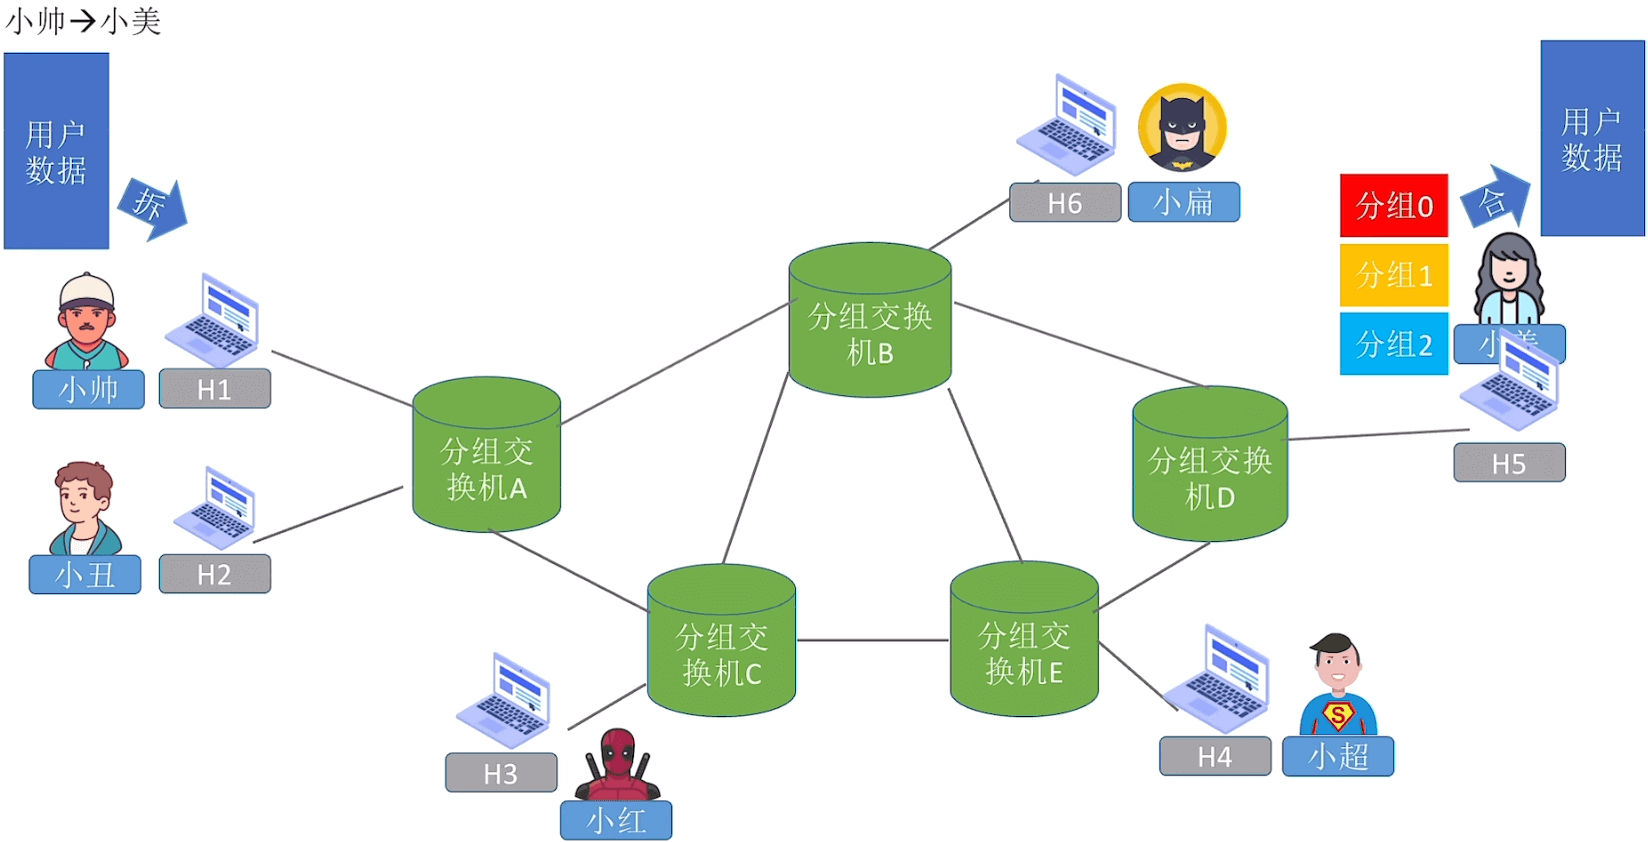 小帅→小美
用户
数据
拆
小帅
H1
小丑
H2
分组交
换机A
分组交换
机B
分组交
换机C
分组交换
机D
分组交
换机E
H3
小红
H4
小超
H6
小扁
分组0
分组1
分组2
合
用户
数据
小美
H5